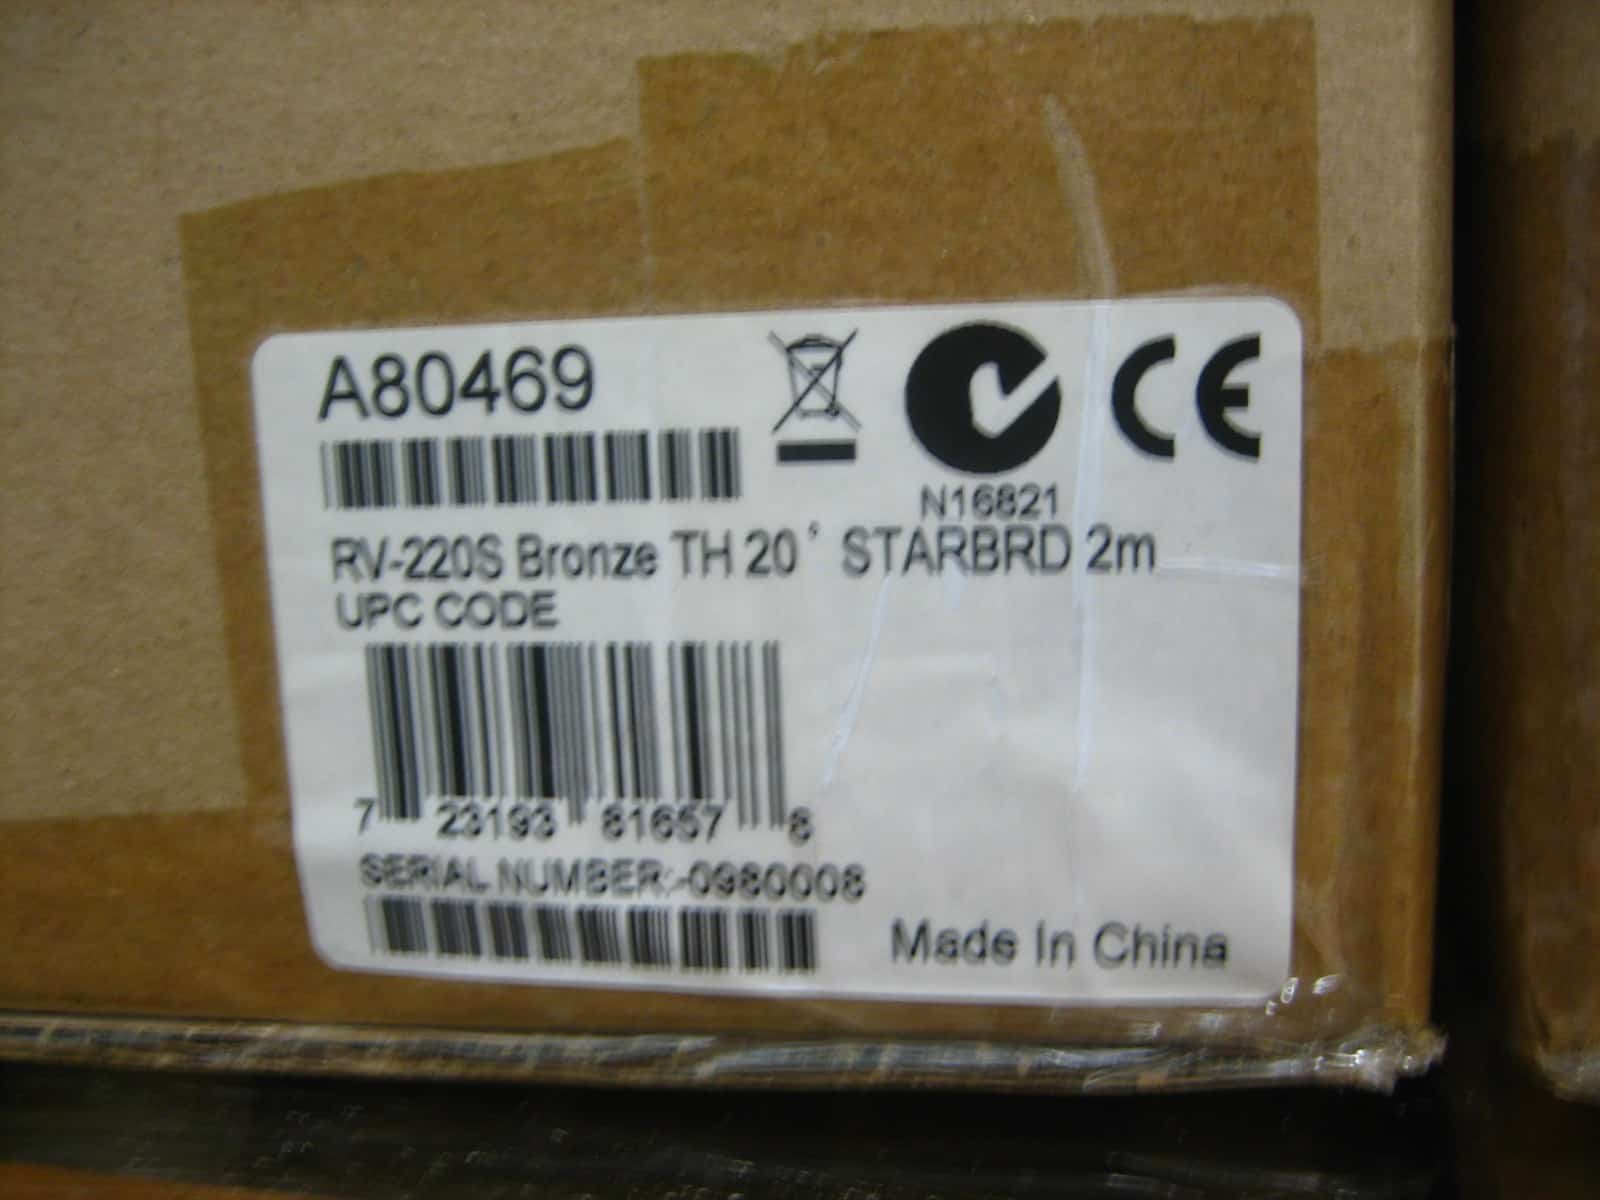 A80469
CE
N16821
RV-220S Bronze TH 20° STARBRD 2m
UPC CODE
7 23193 81657 8
SERIAL NUMBER:-0980008
Made In China